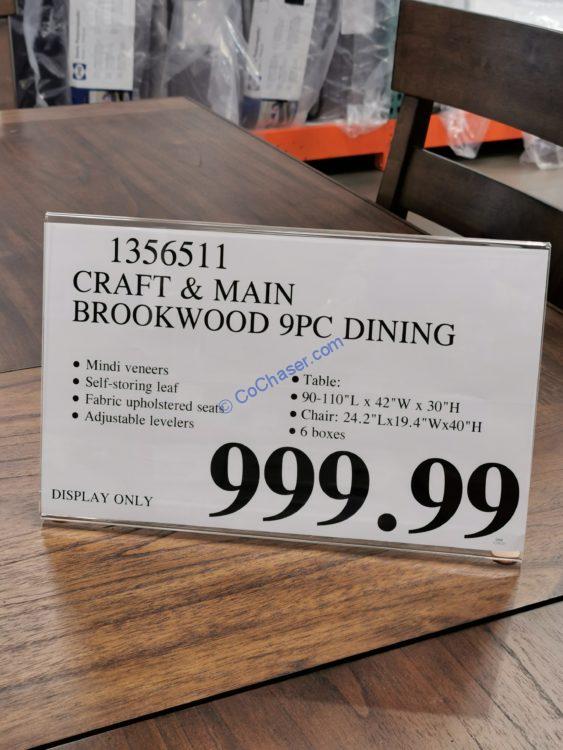 1356511
CRAFT & MAIN
BROOKWOOD 9PC DINING
• Mindi veneers
• Self-storing leaf
• Fabric upholstered seats
• Adjustable levelers
• Table:
• 90-110"L x 42"W x 30"H
• Chair: 24.2"Lx19.4"Wx40"H
• 6 boxes
© CoChaser.com
DISPLAY ONLY
999.99